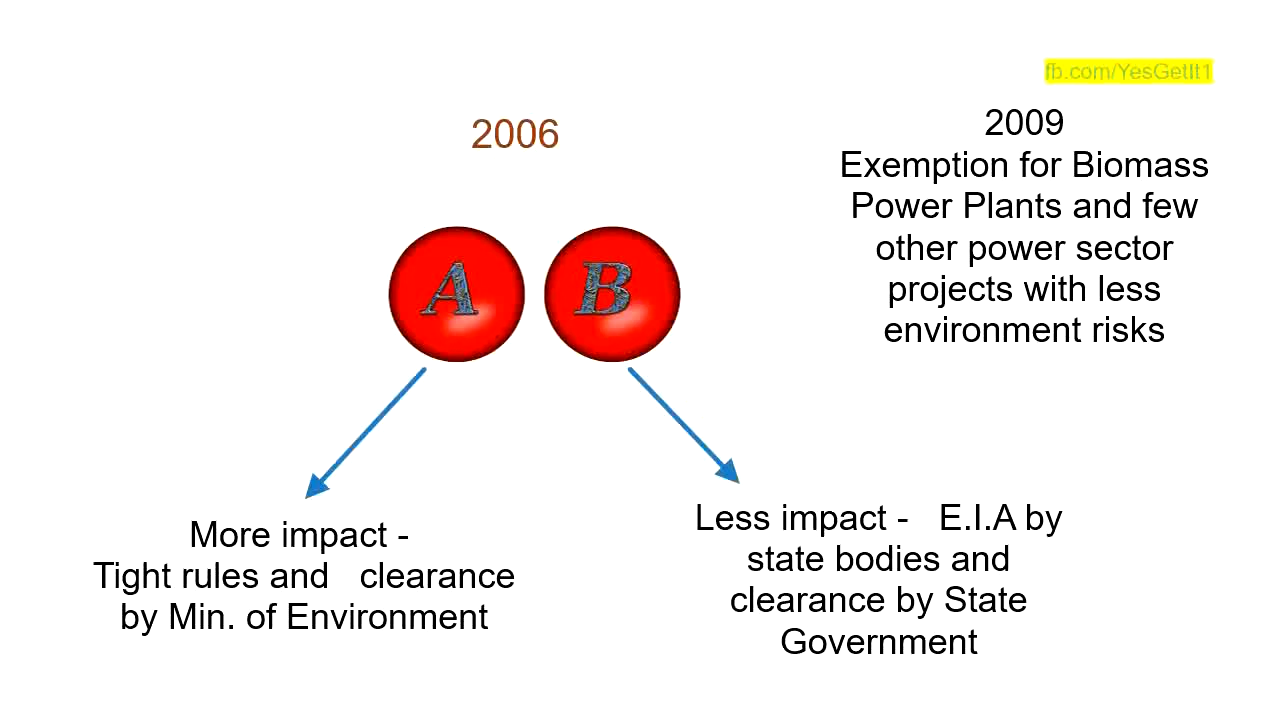 fb.com/YesGetIt1
2006
2009
Exemption for Biomass
Power Plants and few
other power sector
projects with less
environment risks
A
B
More impact -
Tight rules and clearance
by Min. of Environment
Less impact - E.I.A by
state bodies and
clearance by State
Government